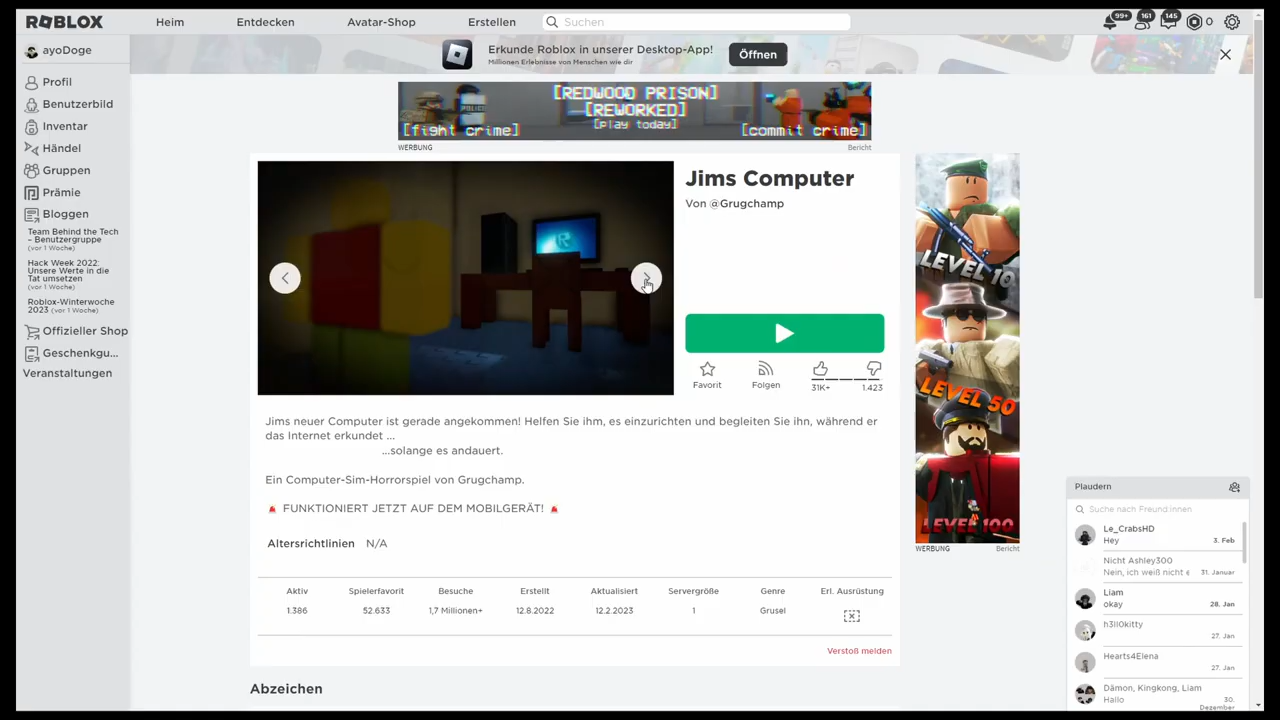 ROBLOX
Heim
Entdecken
Avatar-Shop
Erstellen
Suchen
99+
161
145
0
ayoDoge
Profil
Benutzerbild
Inventar
Händel
Gruppen
Prämie
Bloggen
Team Behind the Tech
– Benutzergruppe
(vor 1 Woche)
Hack Week 2022:
Unsere Werte in die
Tat umsetzen
(vor 1 Woche)
Roblox-Winterwoche
2023 (vor 1 Woche)
Offizieller Shop
Geschenkgu...
Veranstaltungen
Erkunde Roblox in unserer Desktop-App!
Millionen Erlebnisse von Menschen wie dir
Öffnen
[REDWOOD PRISON]
[REWORKED]
[play today]
[fight crime]
[commit crime]
POLICE
WERBUNG
Bericht
Jims Computer
Von @Grugchamp
Favorit
Folgen
31K+
1.423
Jims neuer Computer ist gerade angekommen! Helfen Sie ihm, es einzurichten und begleiten Sie ihn, während er
das Internet erkundet ...
...solange es andauert.
Ein Computer-Sim-Horrorspiel von Grugchamp.
FUNKTIONIERT JETZT AUF DEM MOBILGERÄT!
Altersrichtlinien N/A
Aktiv
Spielerfavorit
Besuche
Erstellt
Aktualisiert
Servergröße
Genre
Erl. Ausrüstung
1.386
52.633
1,7 Millionen+
12.8.2022
12.2.2023
1
Grusel
Verstoß melden
Abzeichen
LEVEL 10
LEVEL 50
LEVEL 100
WERBUNG
Bericht
Plaudern
Suche nach Freund:innen
Le_CrabsHD
Hey
3. Feb
Nicht Ashley300
Nein, ich weiß nicht
31. Januar
Liam
okay
28. Jan
h3ll0kitty
27. Jan
Hearts4Elena
27. Jan
Dämon, Kingkong, Liam
Hallo
30.
Dezember